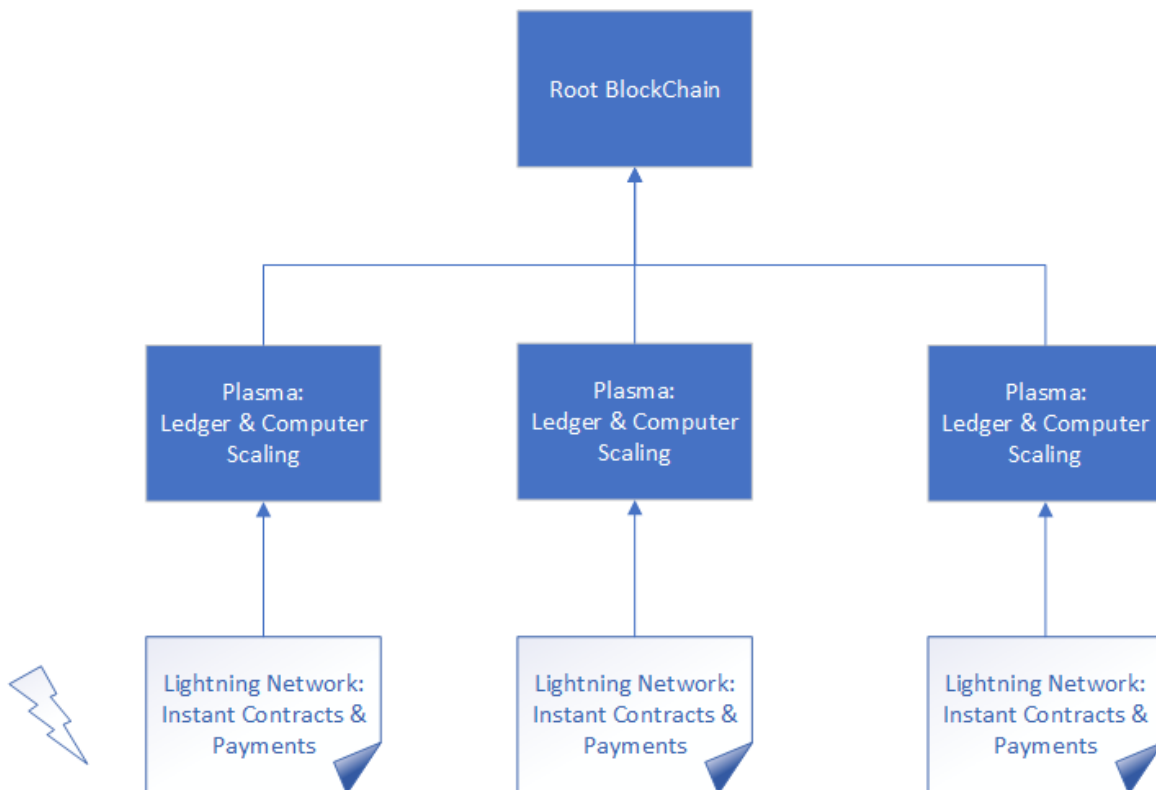 Root BlockChain
Plasma:
Ledger & Computer
Scaling
Plasma:
Ledger & Computer
Scaling
Plasma:
Ledger & Computer
Scaling
Lightning Network:
Instant Contracts &
Payments
Lightning Network:
Instant Contracts &
Payments
Lightning Network:
Instant Contracts &
Payments